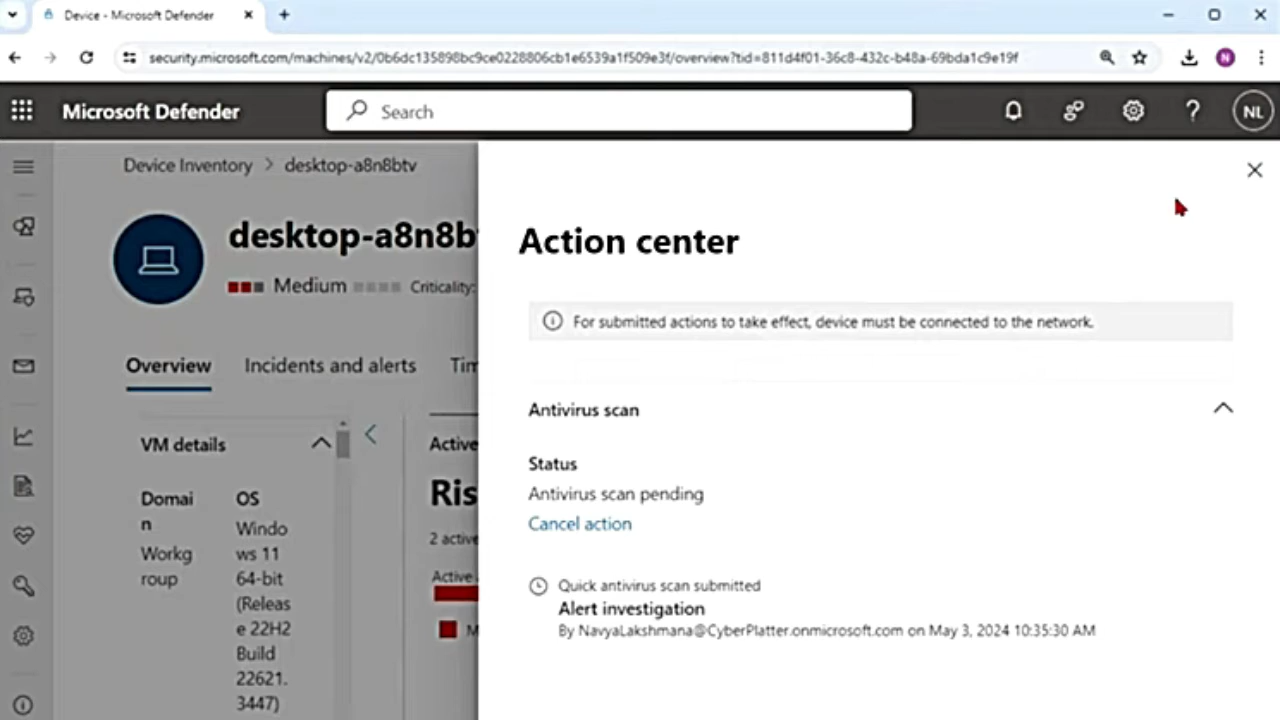 Device - Microsoft Defender
security.microsoft.com/machines/v2/0b6dc135898bc9ce0228806cb1e6539a1f509e3f/overview?tid=811d4f01-36c8-432c-b48a-69bda1c9e19f
N
Microsoft Defender
Search
NL
Device Inventory > desktop-a8n8btv
desktop-a8n8b
Medium
Criticality:
Overview
Incidents and alerts
Tim
VM details
Domai
n
Workg
roup
OS
Windo
ws 11
64-bit
(Releas
e 22H2
Build
22621.
3447)
Active
Ris
2 active
Active
M
Action center
For submitted actions to take effect, device must be connected to the network.
Antivirus scan
Status
Antivirus scan pending
Cancel action
Quick antivirus scan submitted
Alert investigation
By NavyaLakshmana@CyberPlatter.onmicrosoft.com on May 3, 2024 10:35:30 AM